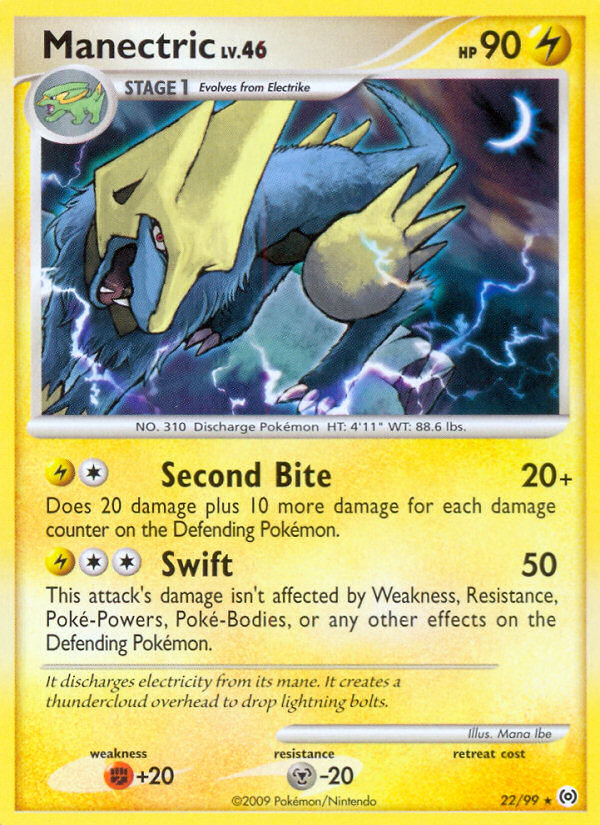 Manectric LV.46 HP 90
STAGE 1 Evolves from Electrike
NO. 310 Discharge Pokémon HT: 4'11" WT: 88.6 lbs.
Second Bite 20+
Does 20 damage plus 10 more damage for each damage
counter on the Defending Pokémon.
Swift 50
This attack's damage isn't affected by Weakness, Resistance,
Poké-Powers, Poké-Bodies, or any other effects on the
Defending Pokémon.
It discharges electricity from its mane. It creates a
thundercloud overhead to drop lightning bolts.
Illus. Mana Ibe
weakness resistance retreat cost
+20 -20
©2009 Pokémon/Nintendo 22/99 ★